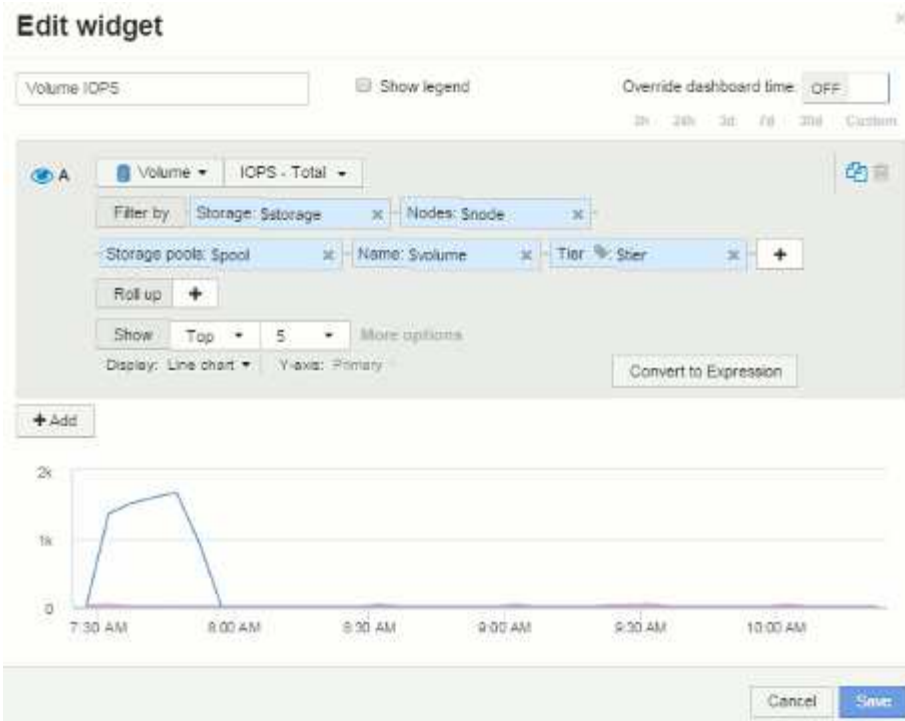 Edit widget
×
Volume IOPS Show legend Override dashboard time: OFF
3h 24h 3d 7d 30d Custom
A Volume IOPS - Total
Filter by Storage: $storage × Nodes: $node ×
Storage pools: $pool × Name: $volume × Tier : $tier × +
Roll up +
Show Top 5 More options
Display: Line chart Y-axis: Primary
Convert to Expression
+ Add
2k
1k
0
7:30 AM 8:00 AM 8:30 AM 9:00 AM 9:30 AM 10:00 AM
Cancel Save